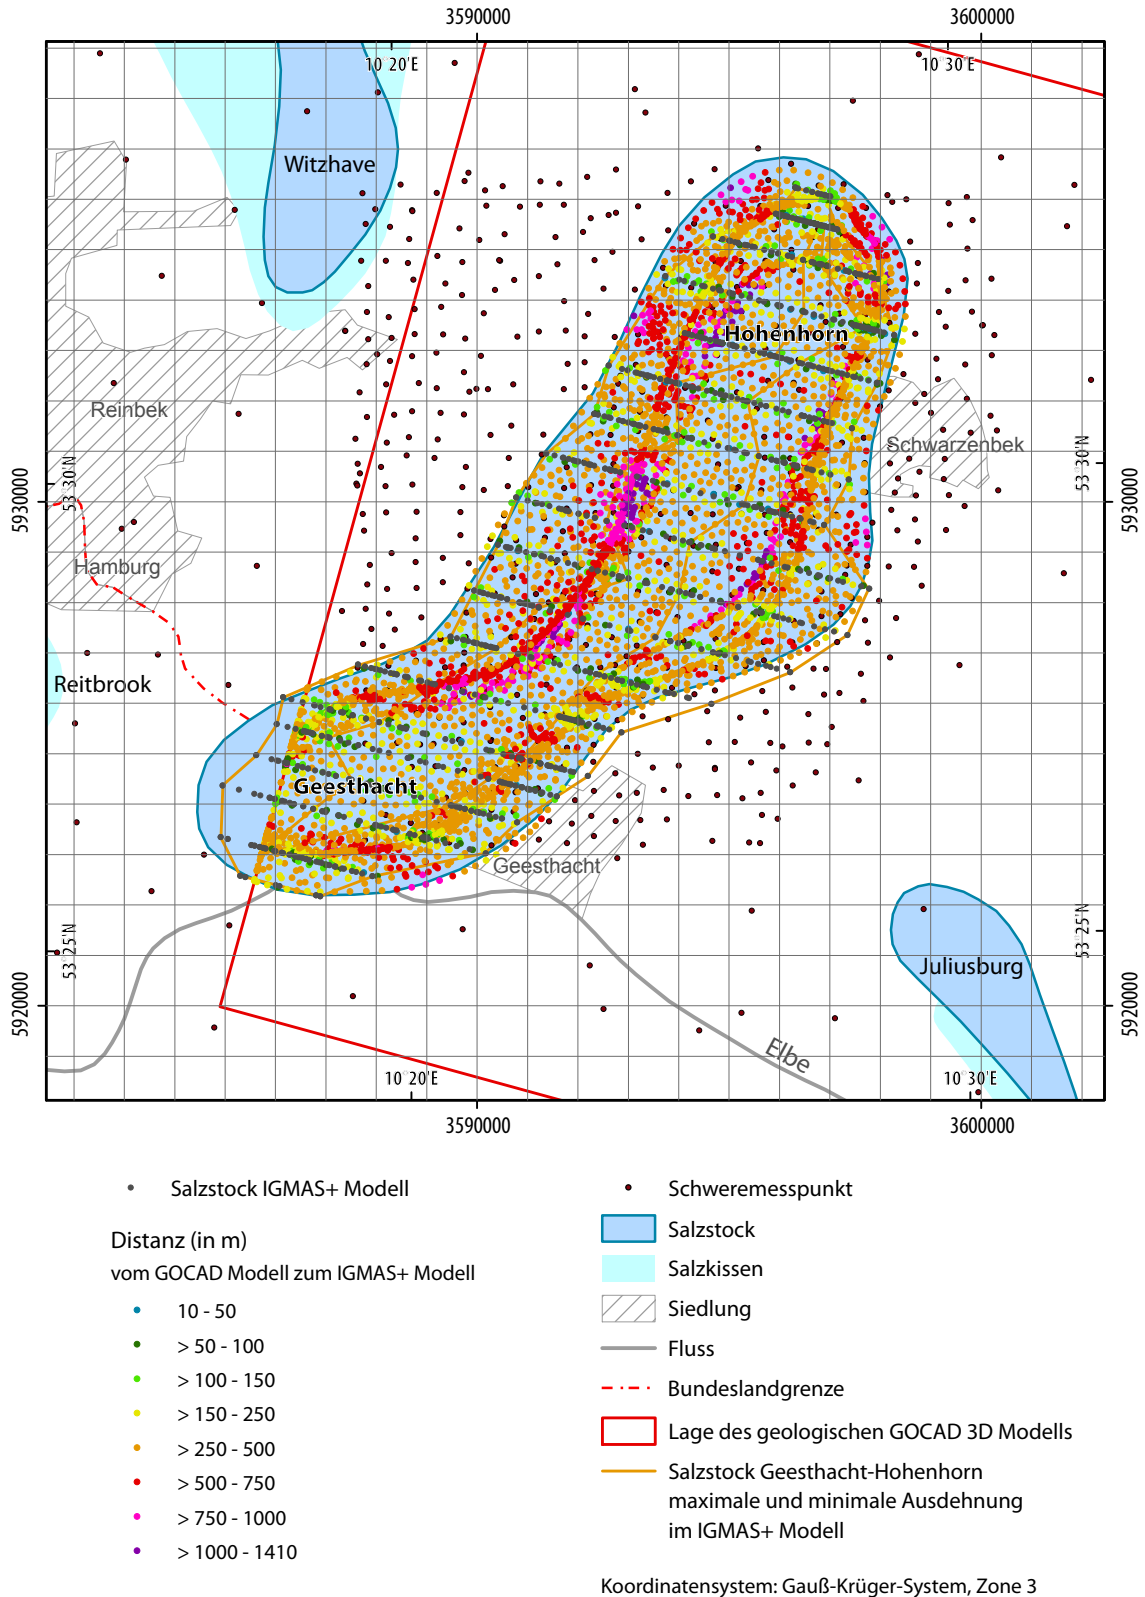 3590000
3600000
10°20'E
10°30'E
Witzhave
Hohenhorn
Reinbek
Schwarzenbek
5930000
53°30'N
53°30'N
5930000
Hamburg
Reitbrook
Geesthacht
Geesthacht
53°25'N
53°25'N
Juliusburg
5920000
5920000
Elbe
10°20'E
10°30'E
3590000
3600000
Salzstock IGMAS+ Modell
Distanz (in m)
vom GOCAD Modell zum IGMAS+ Modell
10 - 50
> 50 - 100
> 100 - 150
> 150 - 250
> 250 - 500
> 500 - 750
> 750 - 1000
> 1000 - 1410
Schweremesspunkt
Salzstock
Salzkissen
Siedlung
Fluss
Bundeslandgrenze
Lage des geologischen GOCAD 3D Modells
Salzstock Geesthacht-Hohenhorn
maximale und minimale Ausdehnung
im IGMAS+ Modell
Koordinatensystem: Gauß-Krüger-System, Zone 3